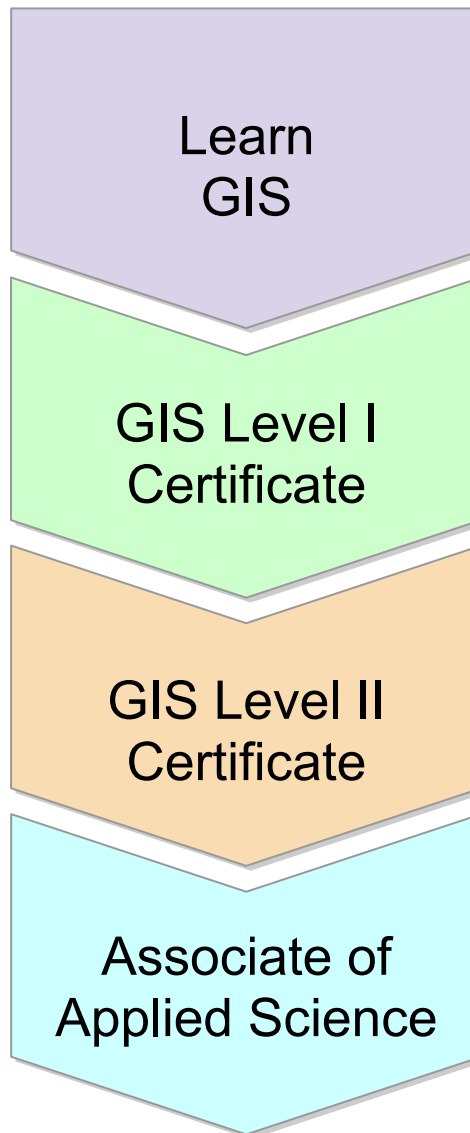 Learn
GIS
GIS Level I
Certificate
GIS Level II
Certificate
Associate of
Applied Science